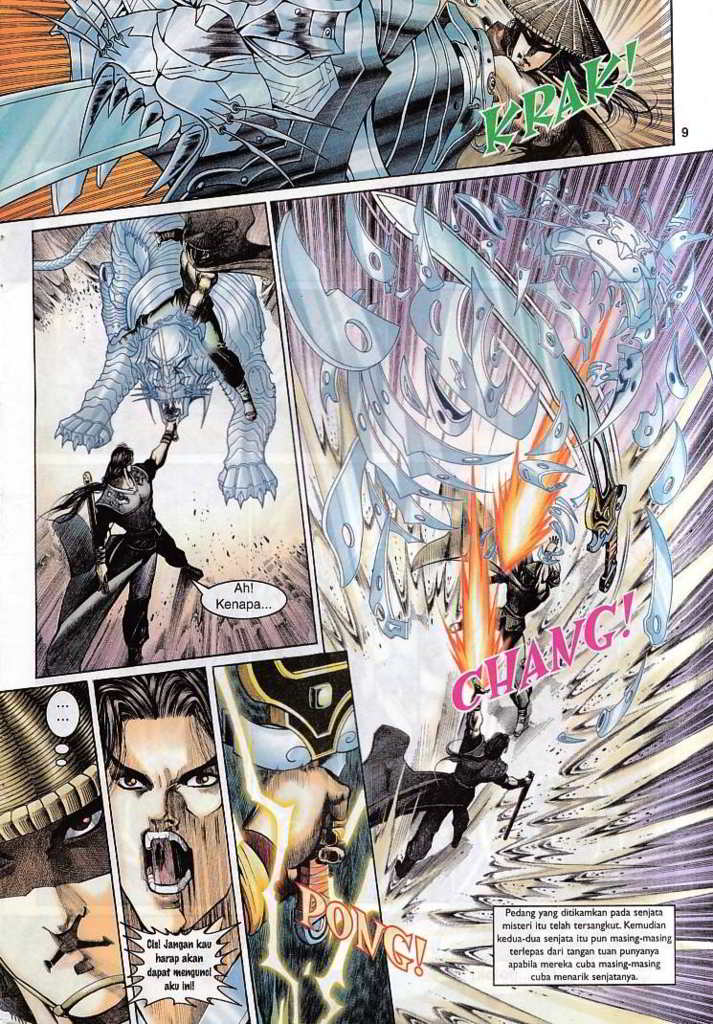 KRAK!
9
Ah!
Kenapa...
CHANG!
...
...
Cis! Jangan kau
harap akan
dapat mengunci
aku ini!
PONG!
Pedang yang ditikamkan pada senjata
misteri itu telah tersangkut. Kemudian
kedua-dua senjata itu pun masing-masing
terlepas dari tangan tuan punyanya
apabila mereka cuba masing-masing
cuba menarik senjatanya.